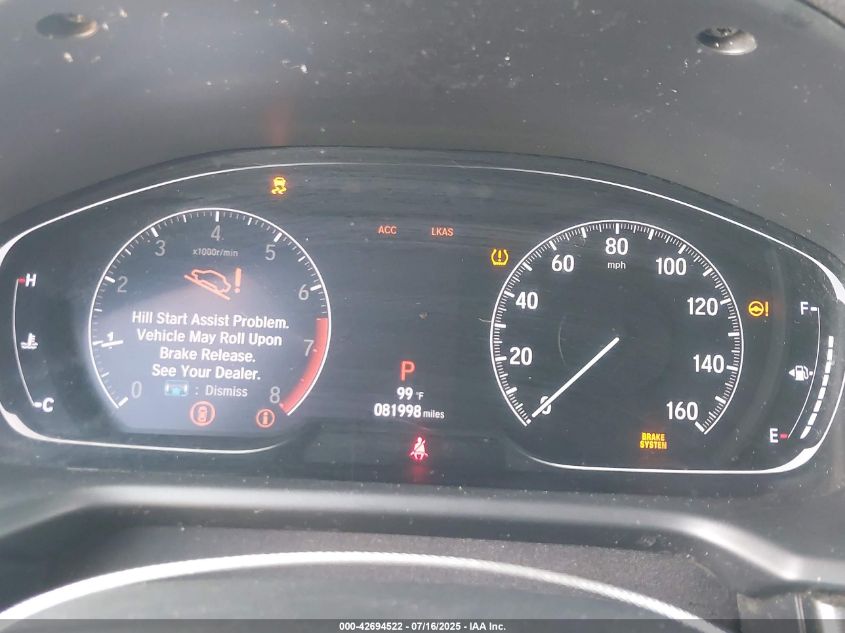 ACC LKAS
4
3 5
x1000r/min
2 6
1 7
0 8
Hill Start Assist Problem.
Vehicle May Roll Upon
Brake Release.
See Your Dealer.
: Dismiss
H
C
P
99 °F
081998 miles
80
60 100
mph
40 120
20 140
0 160
BRAKE
SYSTEM
F
E
000-42694522 - 07/16/2025 - IAA Inc.